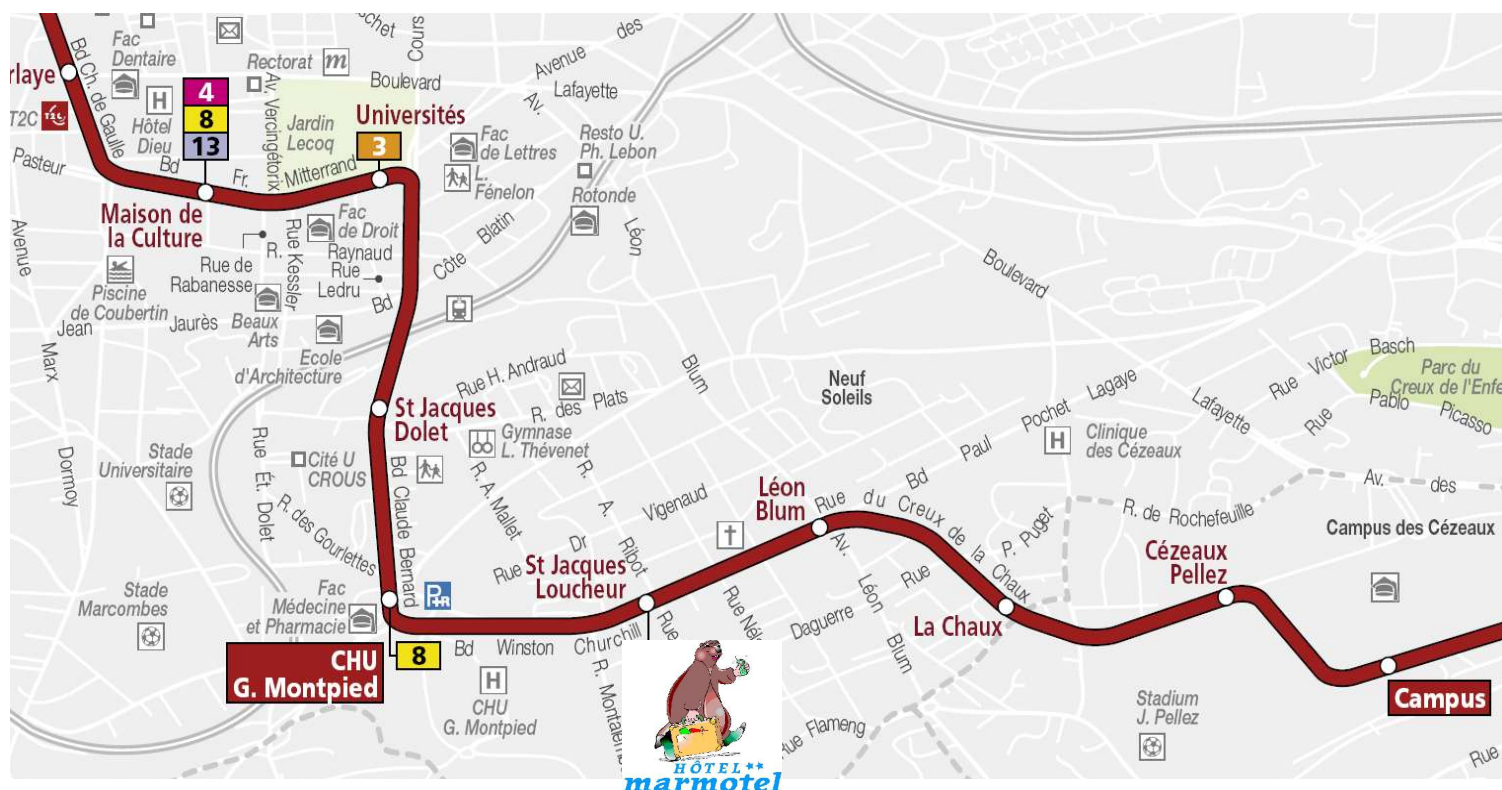 Fac
Dentaire
Rectorat
m
Cours
Avenue
des
Boulevard
Lafayette
Av.
Bd Ch. de Gaulle
T2C
H
Hôtel
Dieu
4
8
13
Av. Vercingétorix
Jardin
Lecoq
Universités
3
Fac
de Lettres
L.
Fénelon
Resto U.
Ph. Lebon
Rotonde
Pasteur
Bd
Fr.
Mitterrand
Maison de
la Culture
Fac
de Droit
R.
Raynaud
Rue
Ledru
Rue Kessler
Rue de
Rabanesse
Avenue
Piscine
de Coubertin
Jean
Jaurès
Beaux
Arts
Bd
Côte
Blatin
Léon
Boulevard
Ecole
d'Architecture
Marx
Dormoy
Rue H. Andraud
R. des Plats
Blum
Neuf
Soleils
Rue
Victor
Basch
Parc du
Creux de l'Enfe
Pablo
Picasso
Rue
Lafayette
St Jacques
Dolet
Gymnase
L. Thévenet
Pochet
Lagaye
Paul
Bd
H
Clinique
des Cézeaux
Stade
Universitaire
Cité U
CROUS
Rue
Ét. Dolet
R. des Gourlettes
Bd Claude Bernard
R. A. Mallet
R.
A.
Ribot
Rue
Dr
Vigenaud
Léon
Blum
Rue du Creux de la Chaux
P. Puget
R. de Rochefeuille
Av.
des
Campus des Cézeaux
Cézeaux
Pellez
St Jacques
Loucheur
Stade
Marcombes
Fac
Médecine
et Pharmacie
P+R
CHU
G. Montpied
8
Bd
Winston
Churchill
Rue
Daguerre
Rue
Av.
Léon
Blum
La Chaux
H
CHU
G. Montpied
Flameng
Stadium
J. Pellez
Campus
Rue
HÔTEL**
marmotel